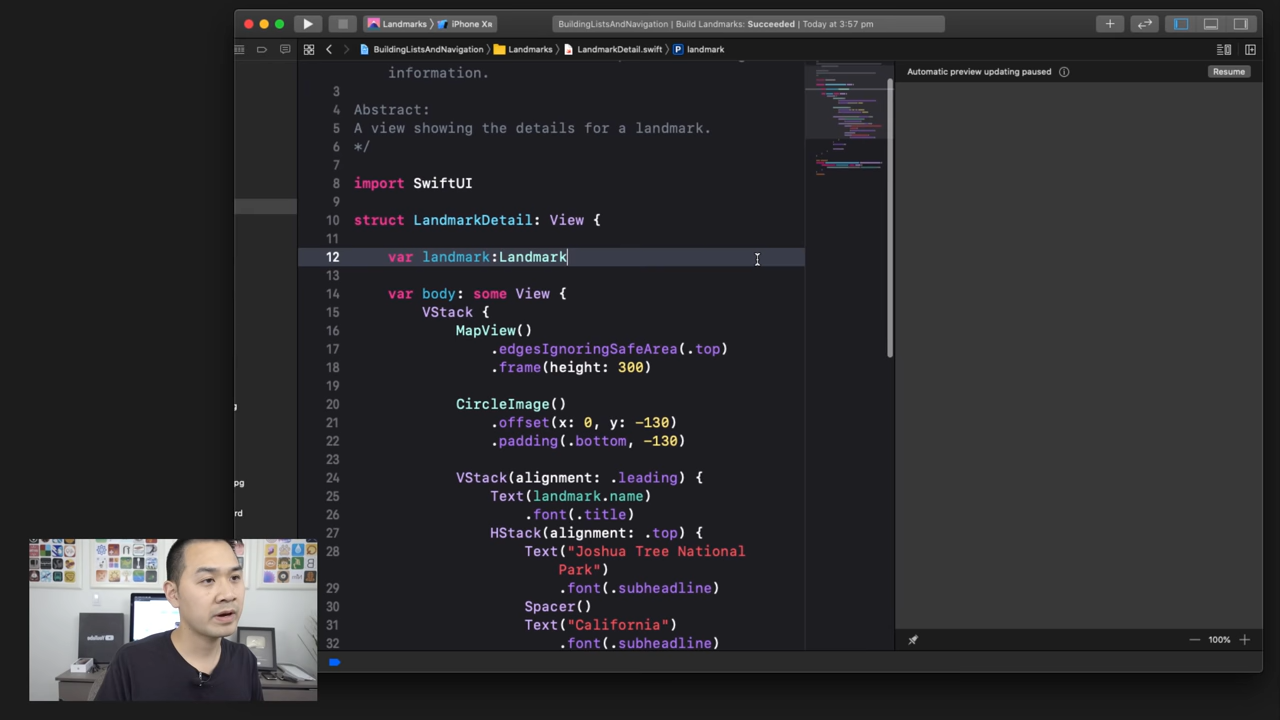 Landmarks 〉 iPhone Xʀ
BuildingListsAndNavigation | Build Landmarks: Succeeded | Today at 3:57 pm
BuildingListsAndNavigation 〉 Landmarks 〉 LandmarkDetail.swift 〉 P landmark
Automatic preview updating paused
Resume
information.
3
4 Abstract:
5 A view showing the details for a landmark.
6 */
7
8 import SwiftUI
9
10 struct LandmarkDetail: View {
11
12 var landmark:Landmark
13
14 var body: some View {
15 VStack {
16 MapView()
17 .edgesIgnoringSafeArea(.top)
18 .frame(height: 300)
19
20 CircleImage()
21 .offset(x: 0, y: -130)
22 .padding(.bottom, -130)
23
24 VStack(alignment: .leading) {
25 Text(landmark.name)
26 .font(.title)
27 HStack(alignment: .top) {
28 Text("Joshua Tree National
Park")
29 .font(.subheadline)
30 Spacer()
31 Text("California")
32 .font(.subheadline)
pg
rd
100%
YouTube